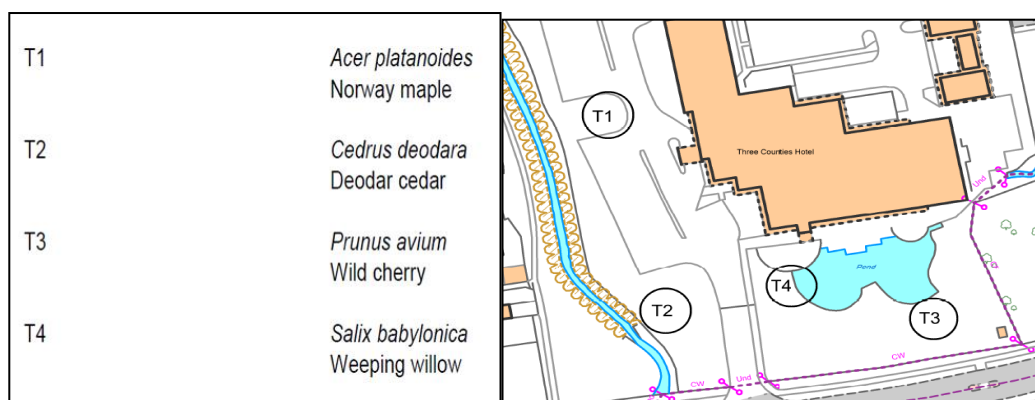 T1 Acer platanoides
Norway maple
T2 Cedrus deodara
Deodar cedar
T3 Prunus avium
Wild cherry
T4 Salix babylonica
Weeping willow
T1
Three Counties Hotel
Und
Pond
T4
T2
T3
CW
Und
CW